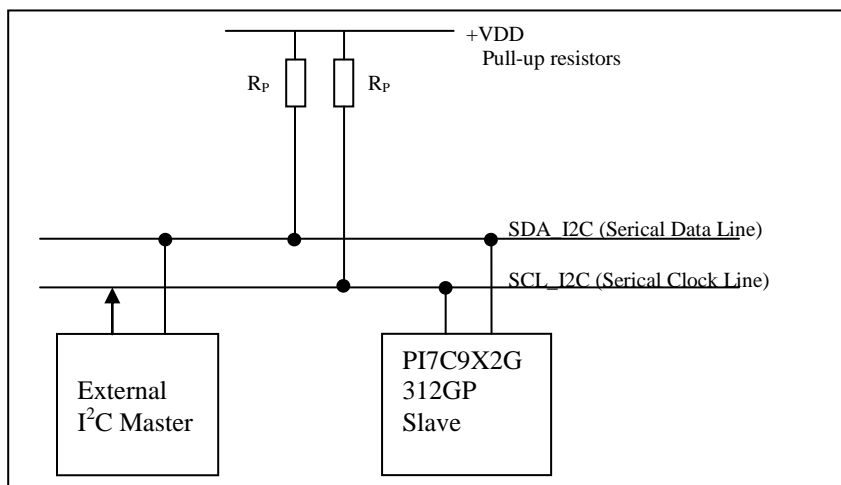 +VDD
Pull-up resistors
RP RP
SDA_I2C (Serical Data Line)
SCL_I2C (Serical Clock Line)
External
I2C Master
PI7C9X2G
312GP
Slave